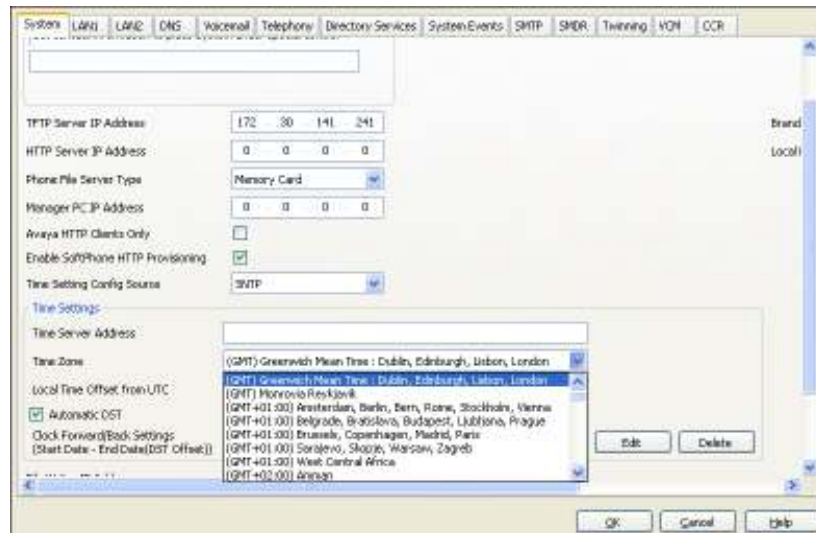 System LAN1 LAN2 DNS Voicemail Telephony Directory Services System Events SMTP SMDR Twinning VCM CCR
TFTP Server IP Address 172 30 141 241
Brand
HTTP Server IP Address 0 0 0 0
Locali
Phone File Server Type Memory Card
Manager PC IP Address 0 0 0 0
Avaya HTTP Clients Only
Enable SoftPhone HTTP Provisioning
Time Setting Config Source SNTP
Time Settings
Time Server Address
Time Zone (GMT) Greenwich Mean Time : Dublin, Edinburgh, Lisbon, London
(GMT) Greenwich Mean Time : Dublin, Edinburgh, Lisbon, London
Local Time Offset from UTC
(GMT) Monrovia Reykjavik
(GMT+01:00) Amsterdam, Berlin, Bern, Rome, Stockholm, Vienna
Automatic DST
(GMT+01:00) Belgrade, Bratislava, Budapest, Ljubljana, Prague
Clock Forward/Back Settings
(Start Date - End Date(DST Offset))
(GMT+01:00) Brussels, Copenhagen, Madrid, Paris
(GMT+01:00) Sarajevo, Skopje, Warsaw, Zagreb
(GMT+01:00) West Central Africa
(GMT+02:00) Amman
Edit Delete
OK Cancel Help